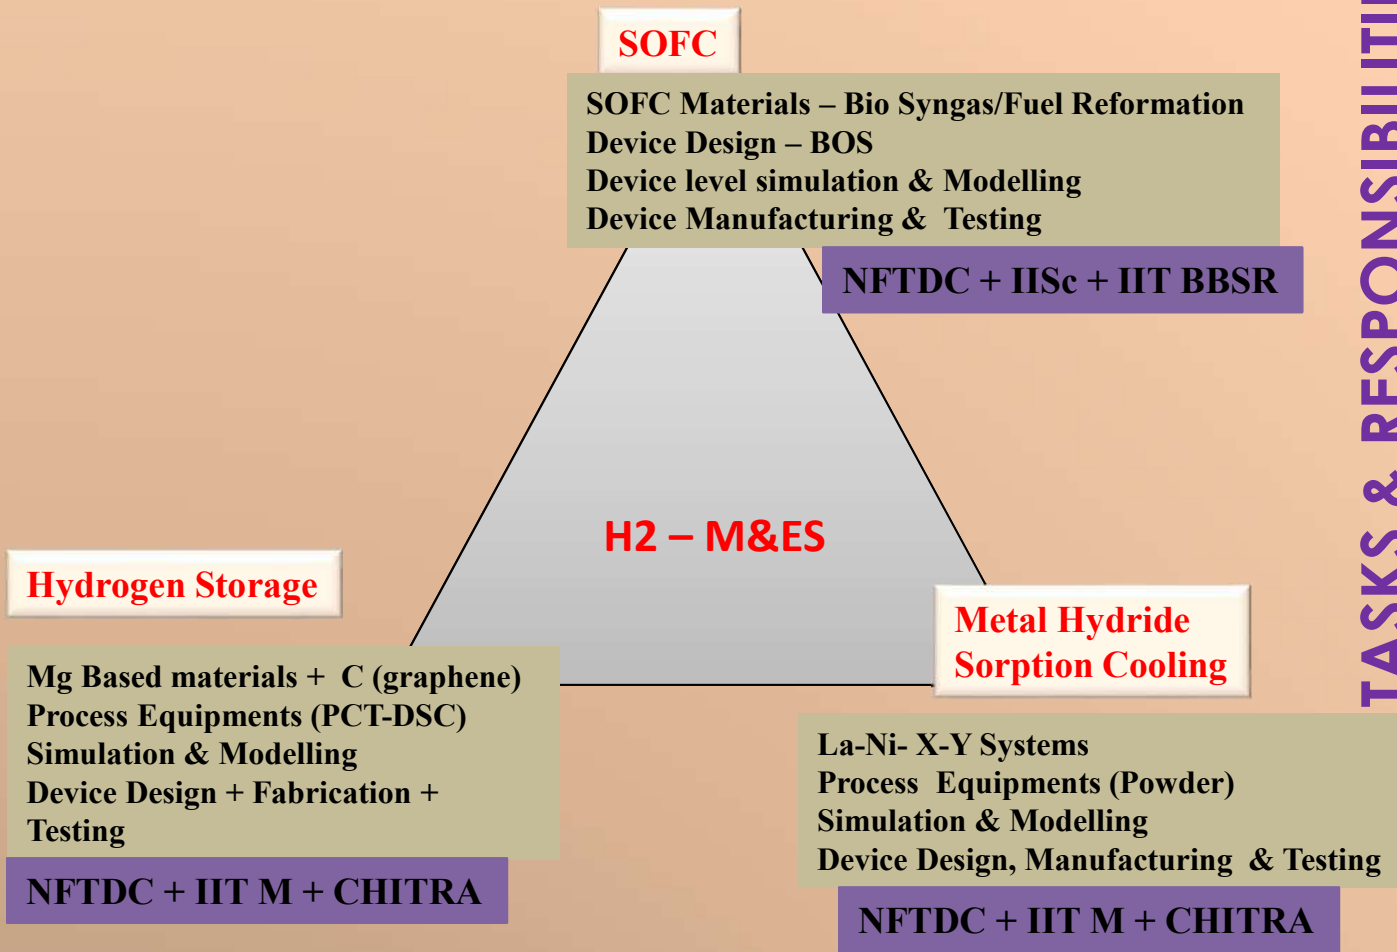 SOFC
SOFC Materials – Bio Syngas/Fuel Reformation
Device Design – BOS
Device level simulation & Modelling
Device Manufacturing & Testing
NFTDC + IISc + IIT BBSR
H2 – M&ES
Hydrogen Storage
Mg Based materials + C (graphene)
Process Equipments (PCT-DSC)
Simulation & Modelling
Device Design + Fabrication +
Testing
NFTDC + IIT M + CHITRA
Metal Hydride
Sorption Cooling
La-Ni- X-Y Systems
Process Equipments (Powder)
Simulation & Modelling
Device Design, Manufacturing & Testing
NFTDC + IIT M + CHITRA
TASKS &